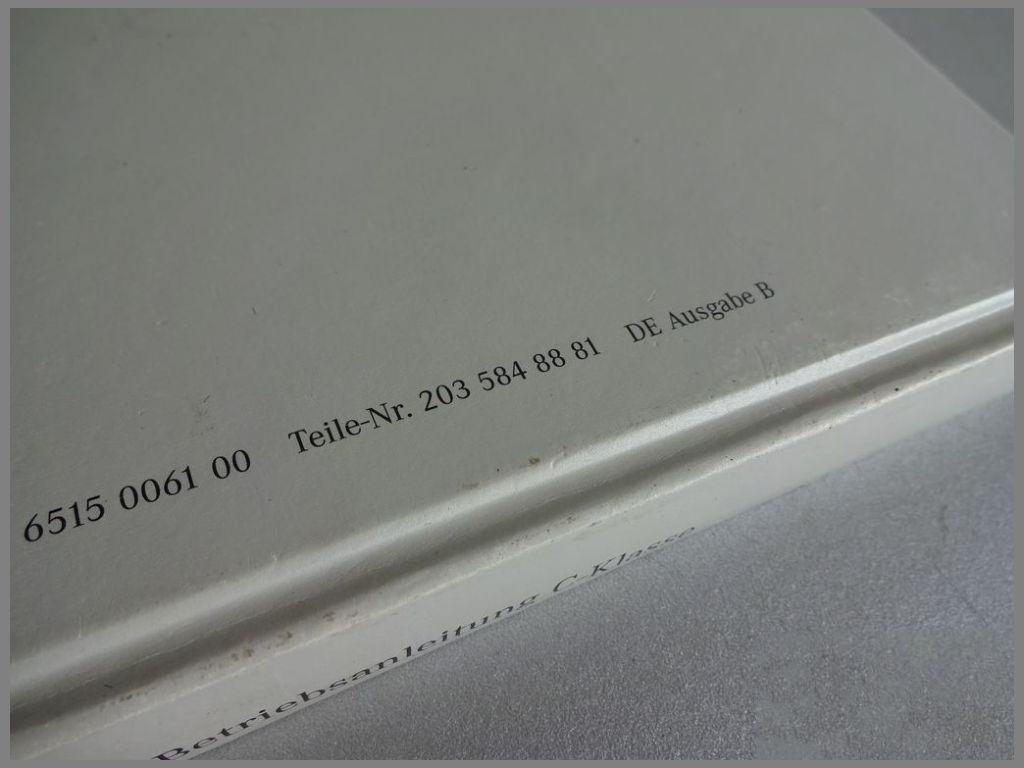 6515 0061 00 Teile-Nr. 203 584 88 81 DE Ausgabe B
Betriebsanleitung C-Klasse